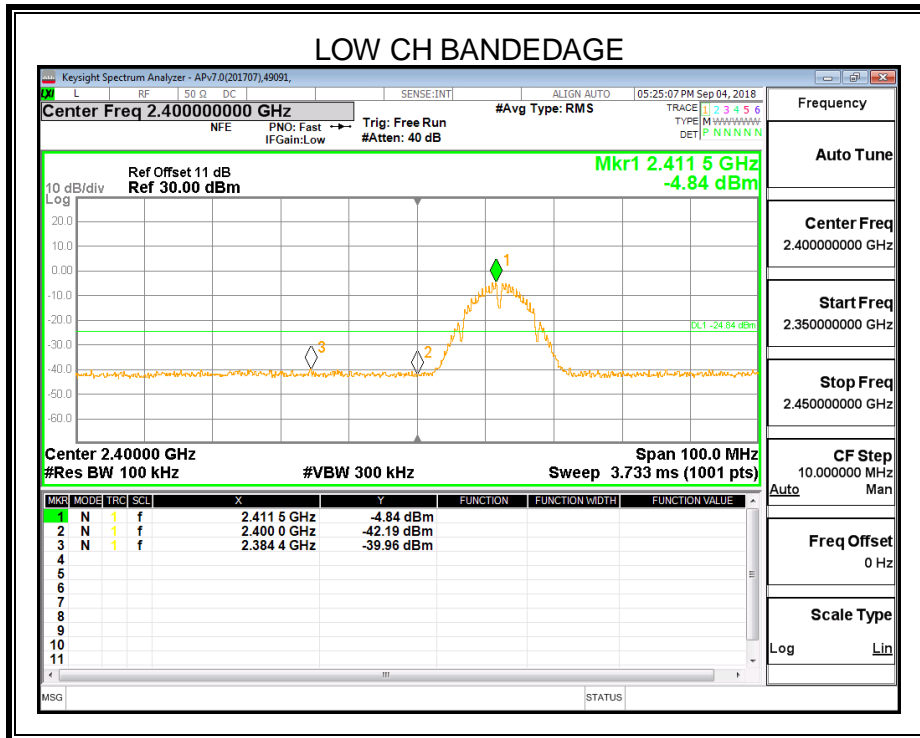 LOW CH BANDEDAGE
Keysight Spectrum Analyzer - APv7.0(201707),49091,
LXI L RF 50 Ω DC SENSE:INT ALIGN AUTO 05:25:07 PM Sep 04, 2018
Center Freq 2.400000000 GHz
NFE PNO: Fast IFGain:Low
Trig: Free Run
#Atten: 40 dB
#Avg Type: RMS
TRACE 1 2 3 4 5 6
TYPE M WWWWW
DET P N N N N N
Ref Offset 11 dB
Mkr1 2.411 5 GHz
10 dB/div Ref 30.00 dBm
-4.84 dBm
Log
20.0
10.0
0.00
-10.0
-20.0
-30.0
-40.0
-50.0
-60.0
1
2
3
DL1 -24.84 dBm
Center 2.40000 GHz Span 100.0 MHz
#Res BW 100 kHz #VBW 300 kHz Sweep 3.733 ms (1001 pts)
MKR MODE TRC SCL X Y FUNCTION FUNCTION WIDTH FUNCTION VALUE
1 N 1 f 2.411 5 GHz -4.84 dBm
2 N 1 f 2.400 0 GHz -42.19 dBm
3 N 1 f 2.384 4 GHz -39.96 dBm
4
5
6
7
8
9
10
11
MSG STATUS
Frequency
Auto Tune
Center Freq
2.400000000 GHz
Start Freq
2.350000000 GHz
Stop Freq
2.450000000 GHz
CF Step
10.000000 MHz
Auto Man
Freq Offset
0 Hz
Scale Type
Log Lin